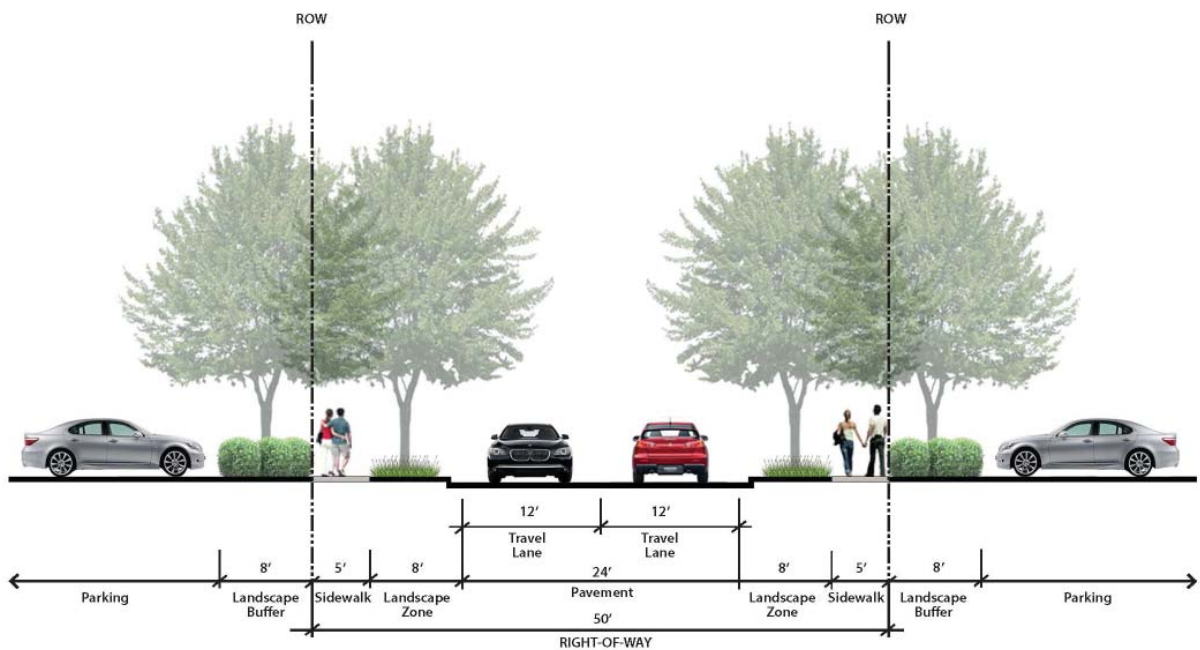 ROW
ROW
12'
12'
Travel
Lane
Travel
Lane
8'
5'
8'
24'
8'
5'
8'
Parking
Landscape
Buffer
Sidewalk
Landscape
Zone
Pavement
Landscape
Zone
Sidewalk
Landscape
Buffer
Parking
50'
RIGHT-OF-WAY